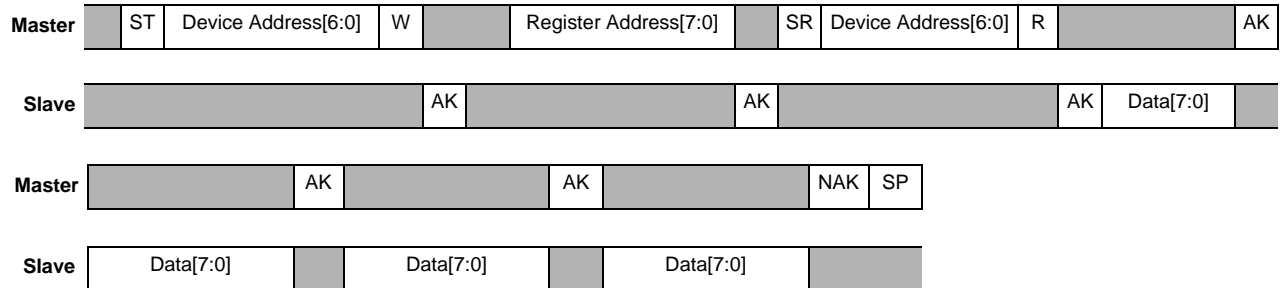 Master ST Device Address[6:0] W Register Address[7:0] SR Device Address[6:0] R AK
Slave AK AK AK Data[7:0]
Master AK AK NAK SP
Slave Data[7:0] Data[7:0] Data[7:0]